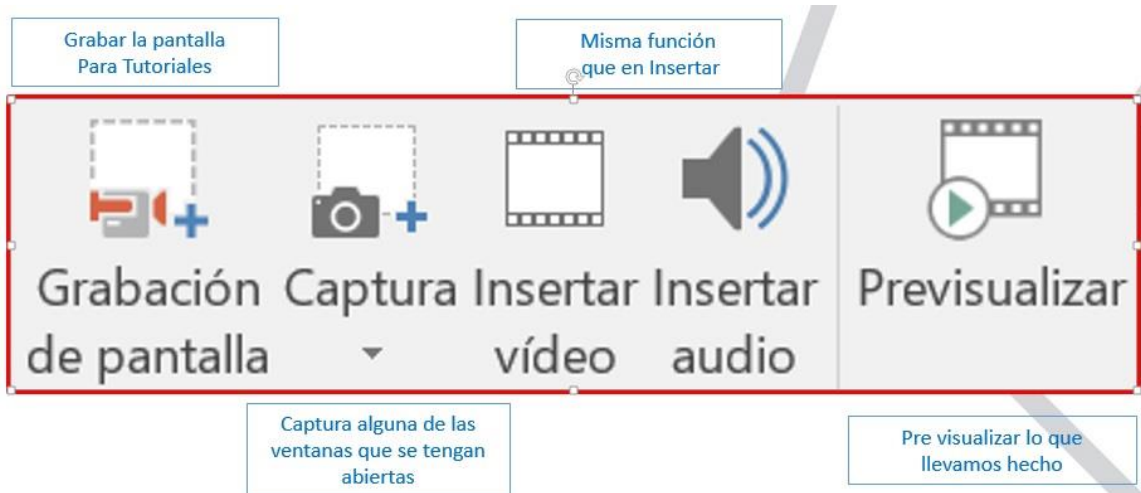 Grabar la pantalla
Para Tutoriales
Misma función
que en Insertar
Grabación
de pantalla
Captura
Insertar
vídeo
Insertar
audio
Previsualizar
Captura alguna de las
ventanas que se tengan
abiertas
Pre visualizar lo que
llevamos hecho